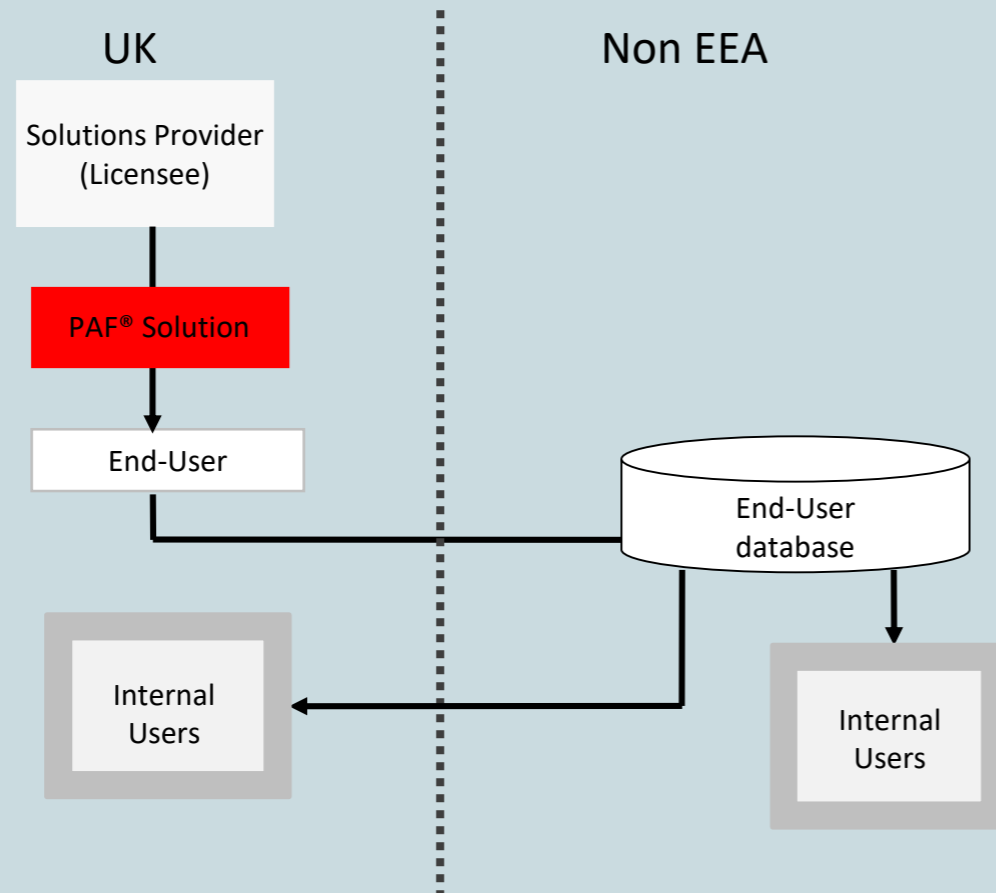 UK
Non EEA
Solutions Provider
(Licensee)
PAF® Solution
End-User
End-User
database
Internal
Users
Internal
Users